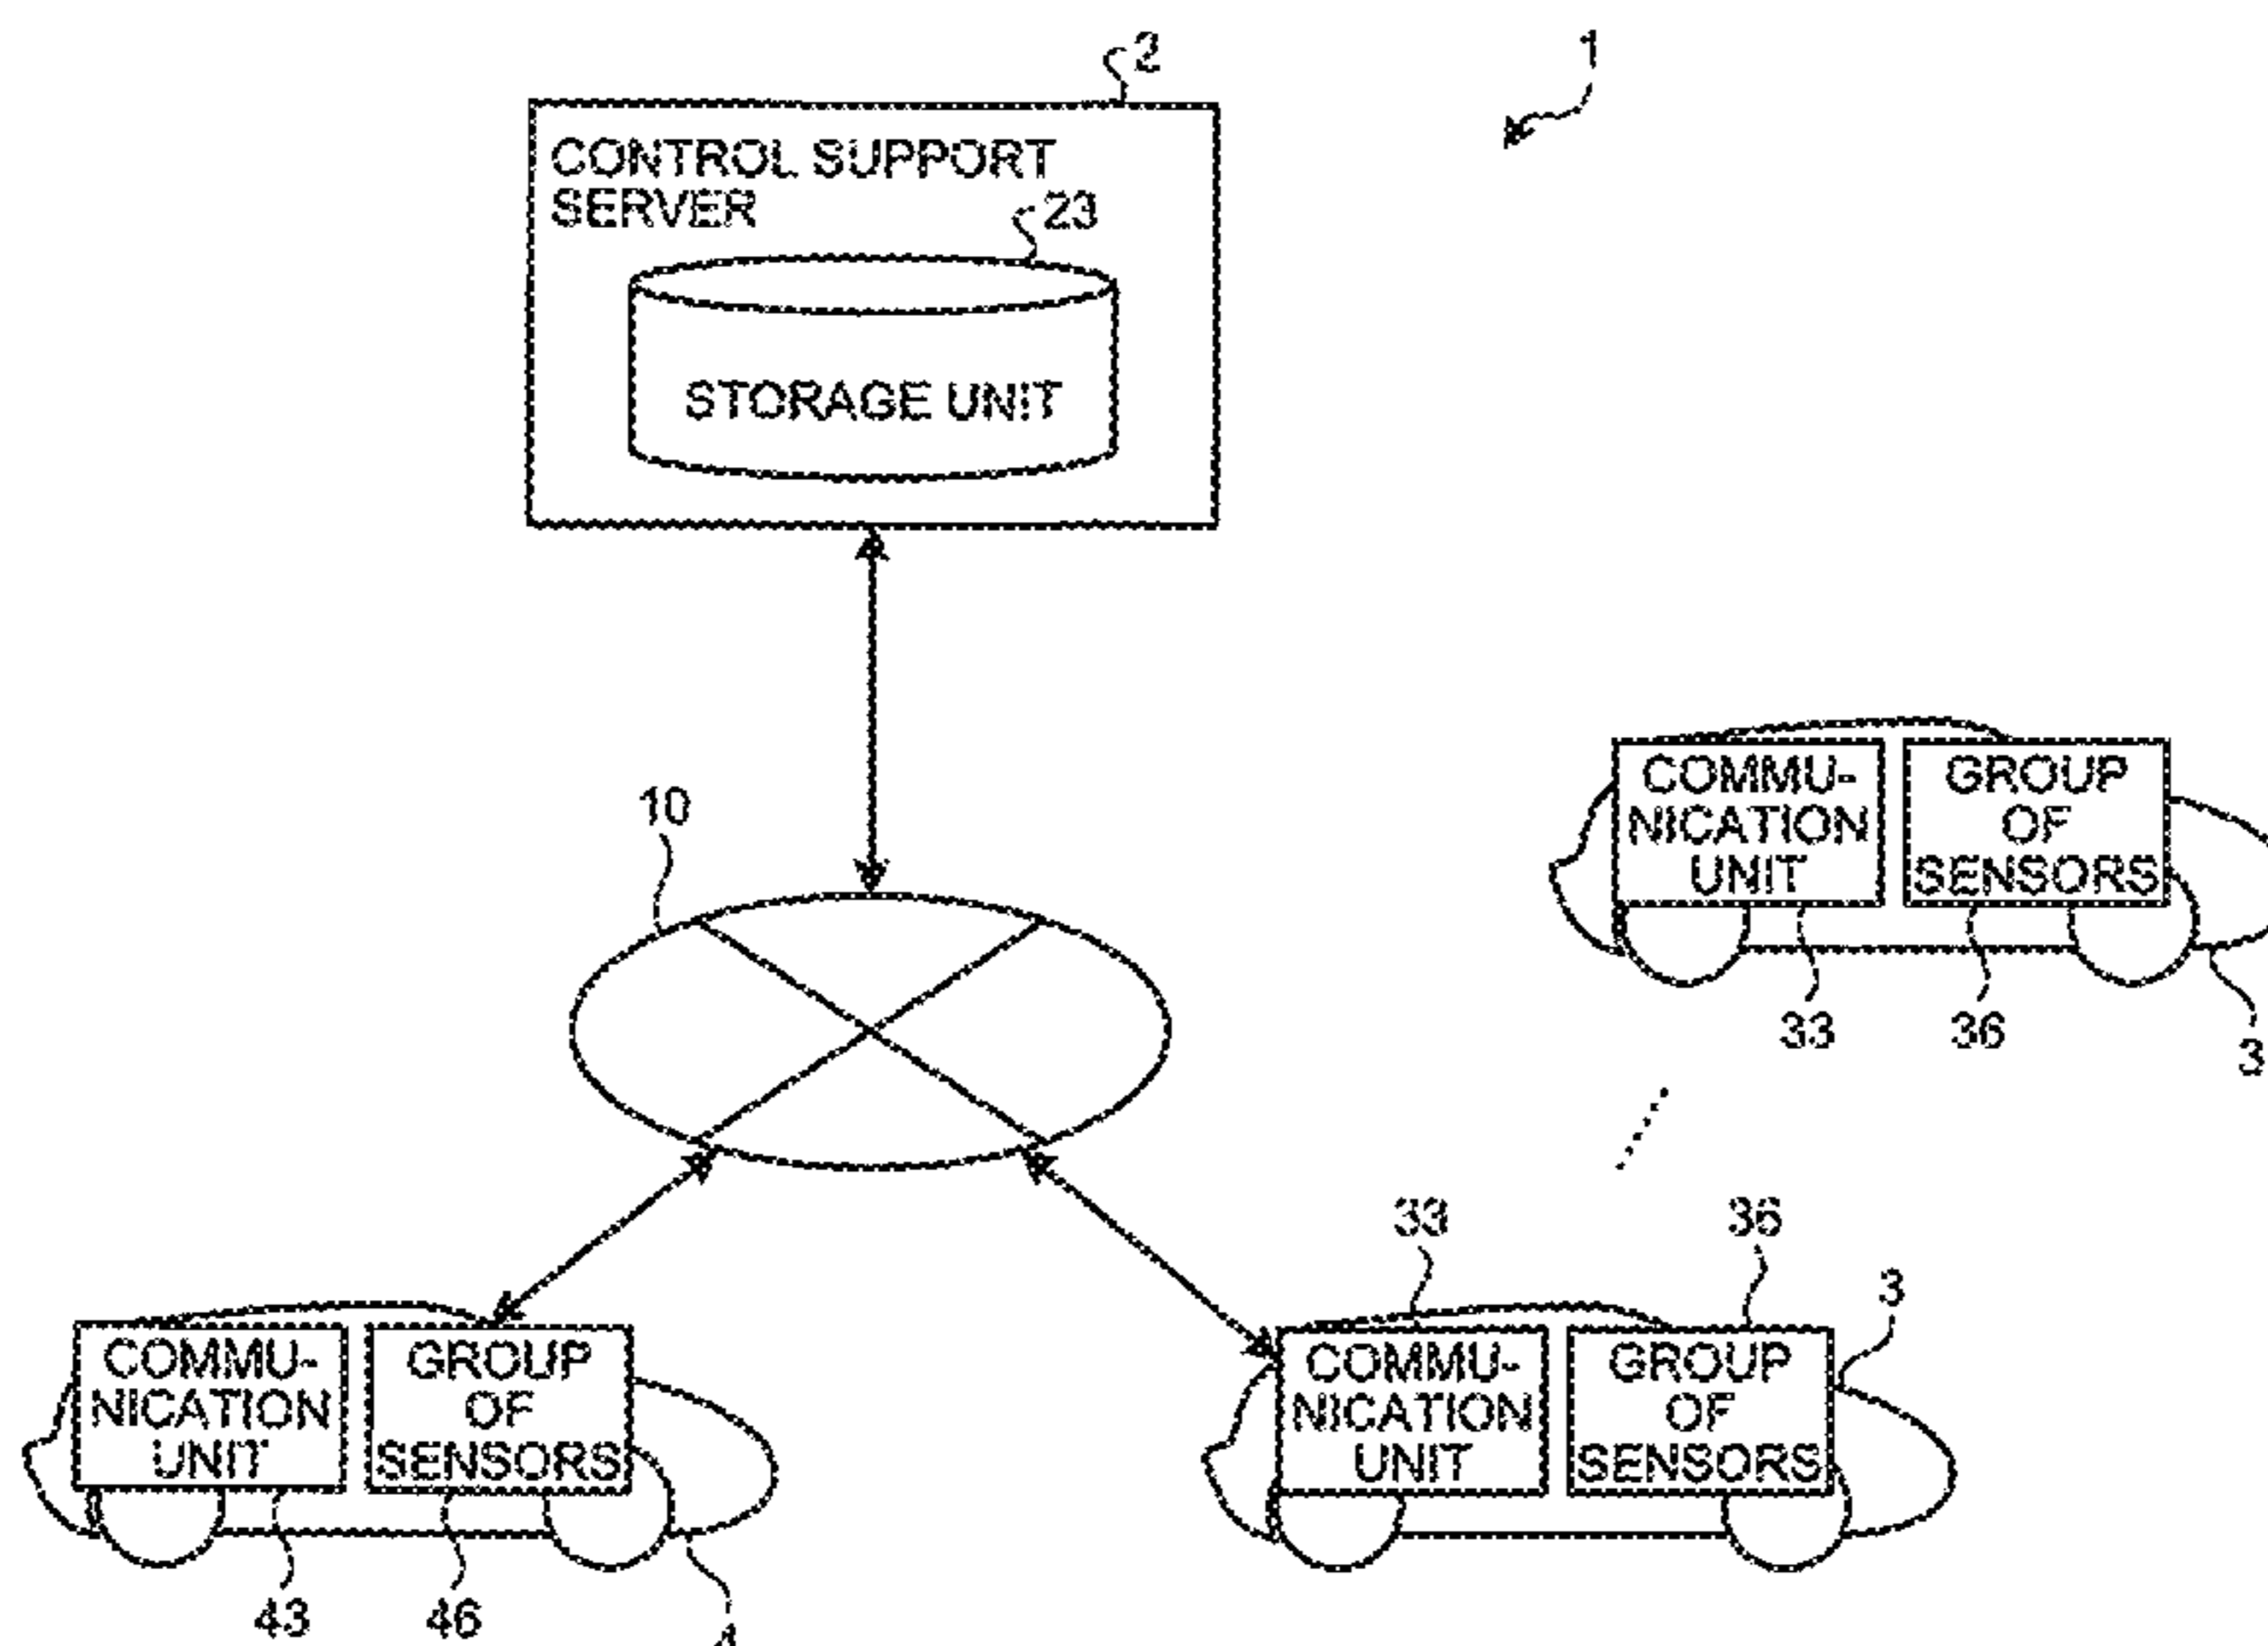 2
1
CONTROL SUPPORT
SERVER
23
STORAGE UNIT
10
COMMU-
NICATION
UNIT
GROUP
OF
SENSORS
33
36
3
33
36
3
COMMU-
NICATION
UNIT
GROUP
OF
SENSORS
43
46
4
COMMU-
NICATION
UNIT
GROUP
OF
SENSORS